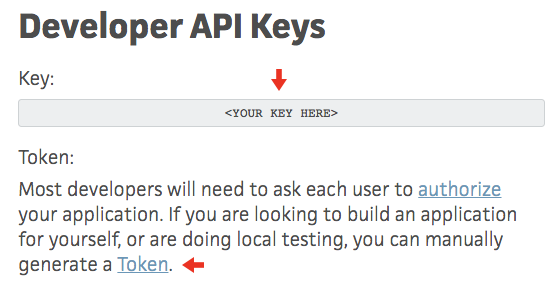 Developer API Keys
Key:
<YOUR KEY HERE>
Token:
Most developers will need to ask each user to authorize
your application. If you are looking to build an application
for yourself, or are doing local testing, you can manually
generate a Token.